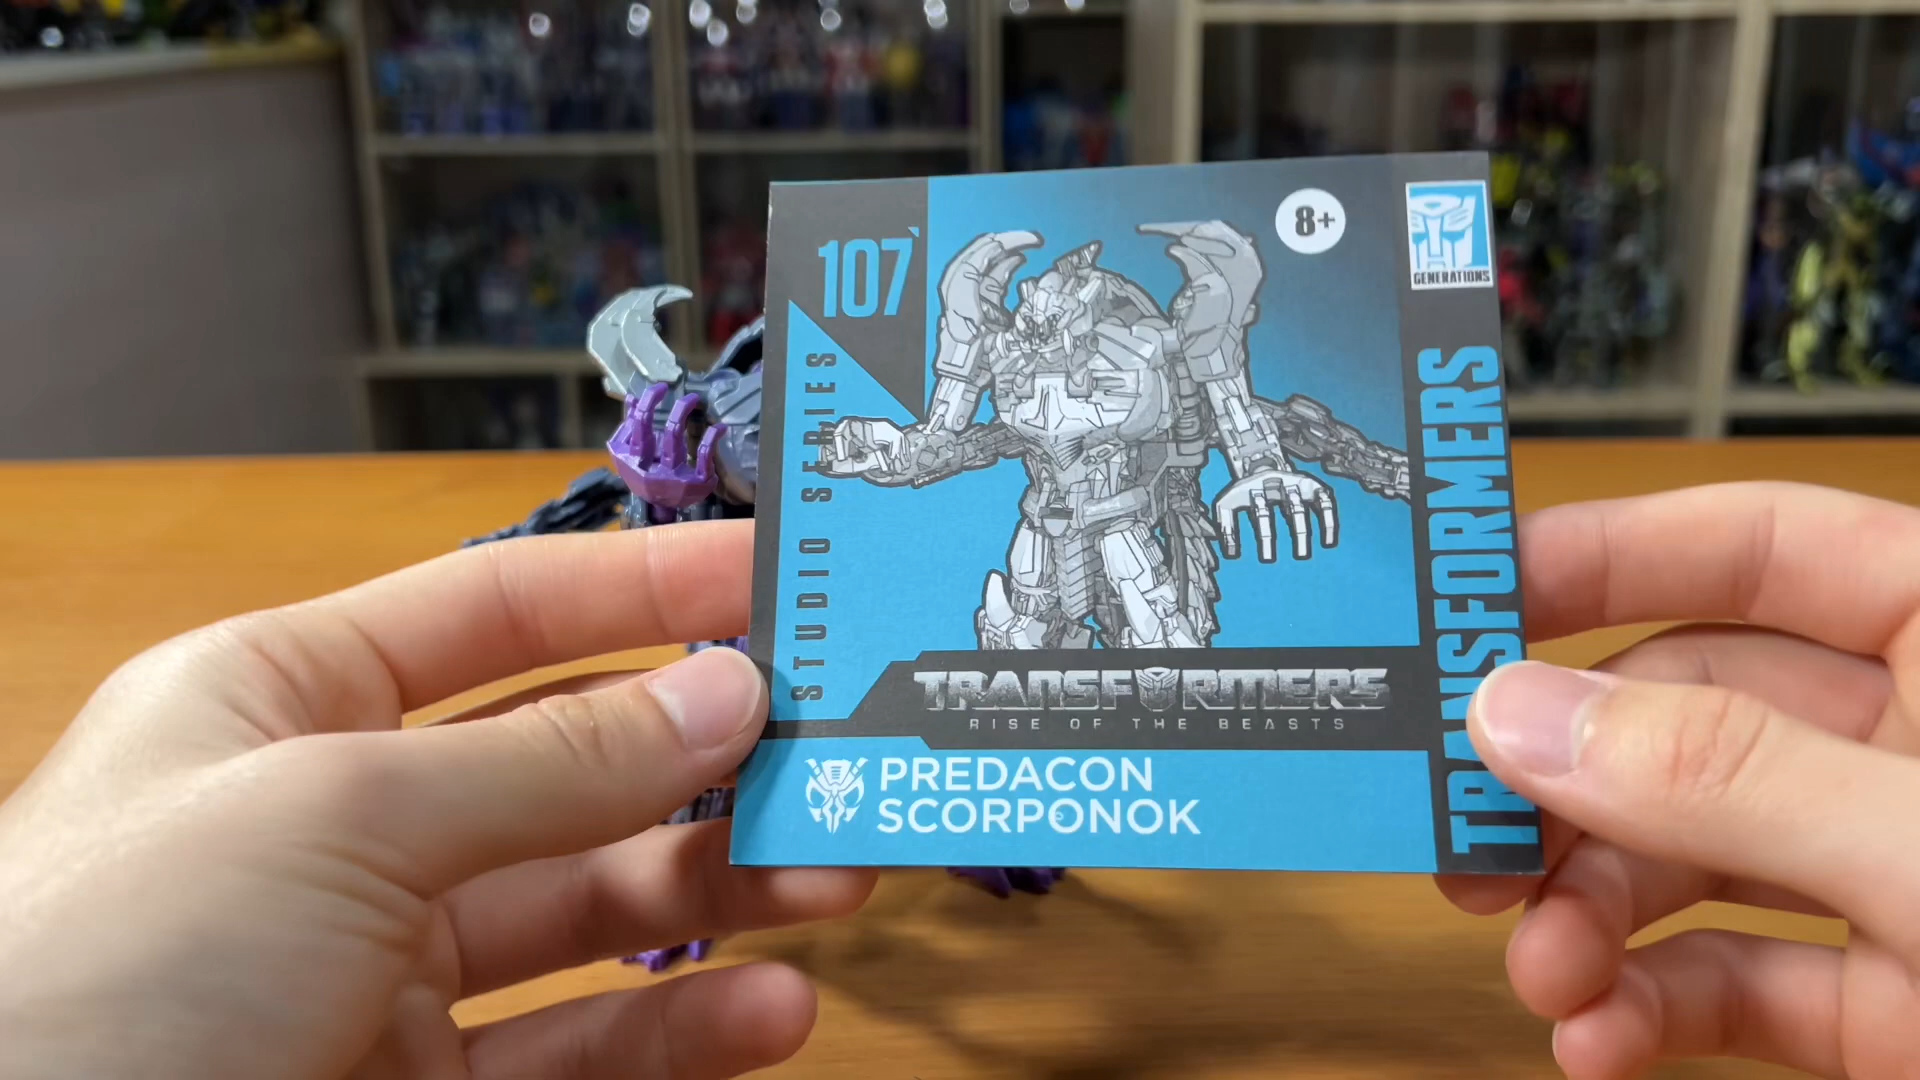 107
8+
GENERATIONS
STUDIO SERIES
TRANSFORMERS
TRANSFORMERS
RISE OF THE BEASTS
PREDACON
SCORPONOK